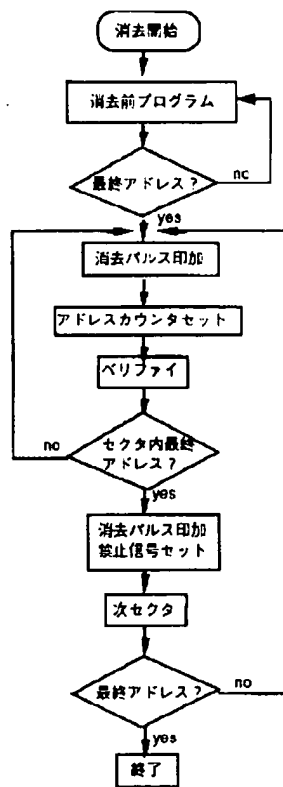 消去開始
消去前プログラム
最終アドレス？
no
yes
消去パルス印加
アドレスカウンタセット
ベリファイ
セクタ内最終
アドレス？
no
yes
消去パルス印加
禁止信号セット
次セクタ
最終アドレス？
no
yes
終了